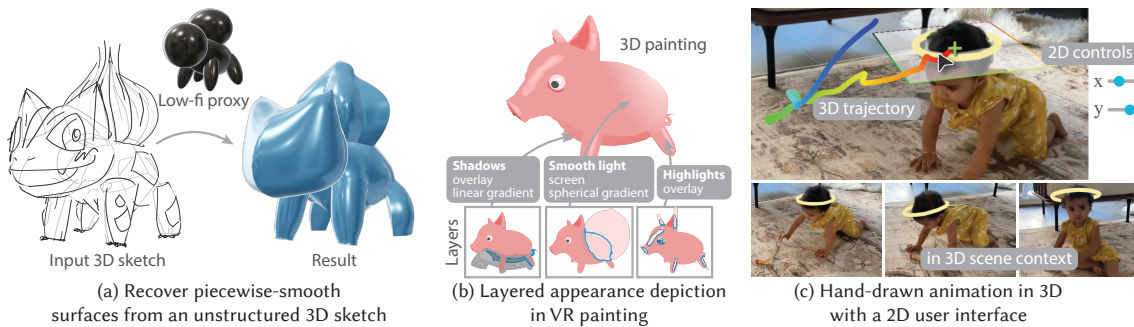 Low-fi proxy
Input 3D sketch
Result
(a) Recover piecewise-smooth
surfaces from an unstructured 3D sketch
3D painting
Shadows
overlay
linear gradient
Smooth light
screen
spherical gradient
Highlights
overlay
Layers
(b) Layered appearance depiction
in VR painting
2D controls
x
y
3D trajectory
in 3D scene context
(c) Hand-drawn animation in 3D
with a 2D user interface